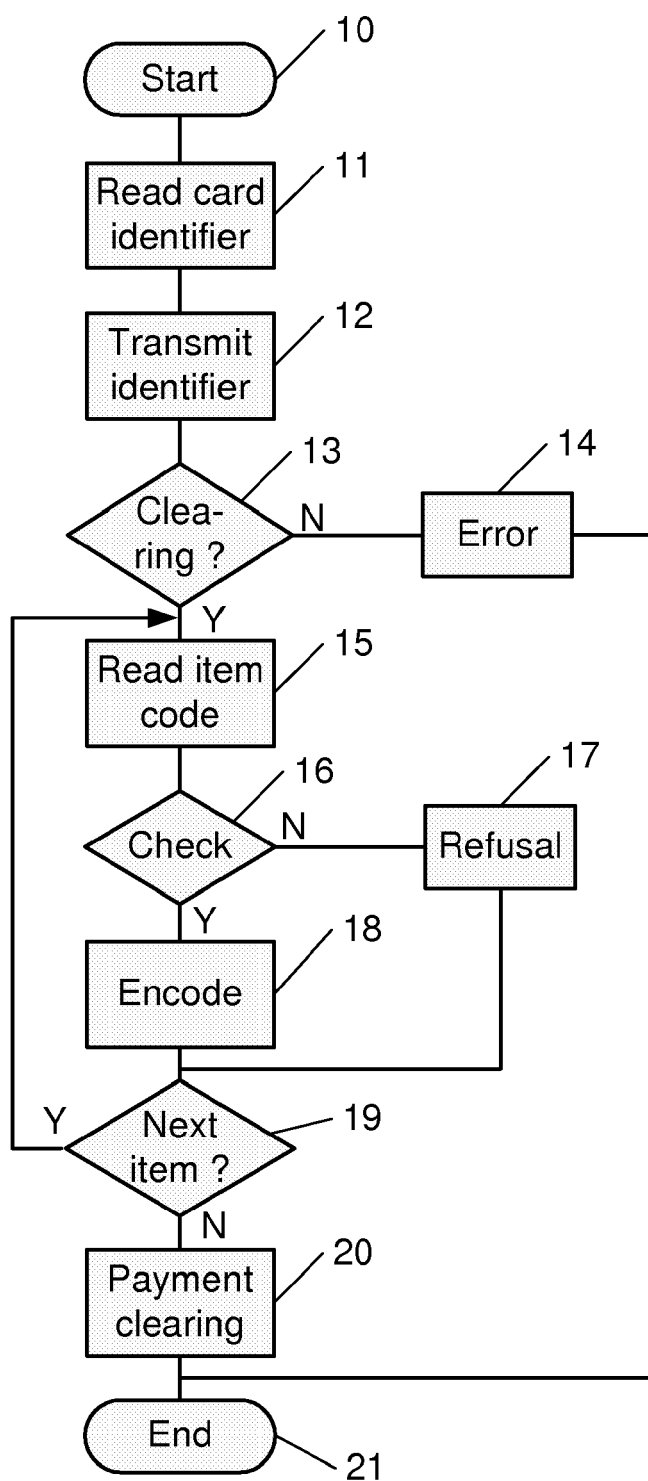 10
Start
11
Read card
identifier
12
Transmit
identifier
13
Clea-
ring ?
N
14
Error
Y
15
Read item
code
16
Check
N
17
Refusal
Y
18
Encode
Y
19
Next
item ?
N
20
Payment
clearing
End
21